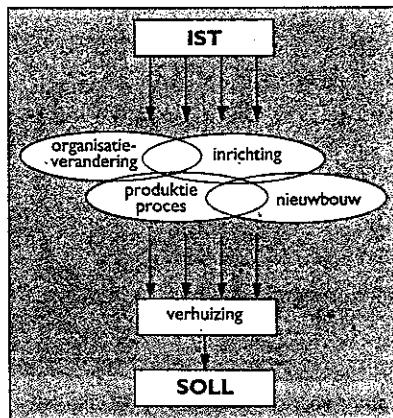 IST
organisatie-
verandering
inrichting
produktie
proces
nieuwbouw
verhuizing
SOLL